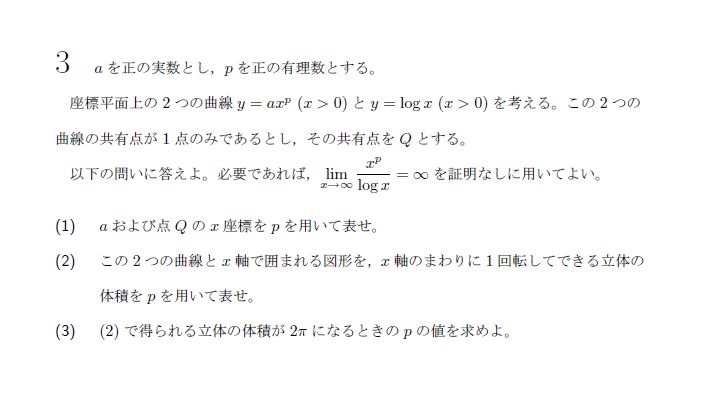 3 aを正の実数とし，pを正の有理数とする。
座標平面上の2つの曲線 y = ax^p (x > 0) と y = log x (x > 0) を考える。この2つの
曲線の共有点が1点のみであるとし，その共有点をQとする。
以下の問いに答えよ。必要であれば，lim_{x→∞} x^p / log x = ∞ を証明なしに用いてよい。
(1) a および点 Q の x 座標を p を用いて表せ。
(2) この2つの曲線と x 軸で囲まれる図形を，x 軸のまわりに1回転してできる立体の
体積を p を用いて表せ。
(3) (2) で得られる立体の体積が 2π になるときの p の値を求めよ。